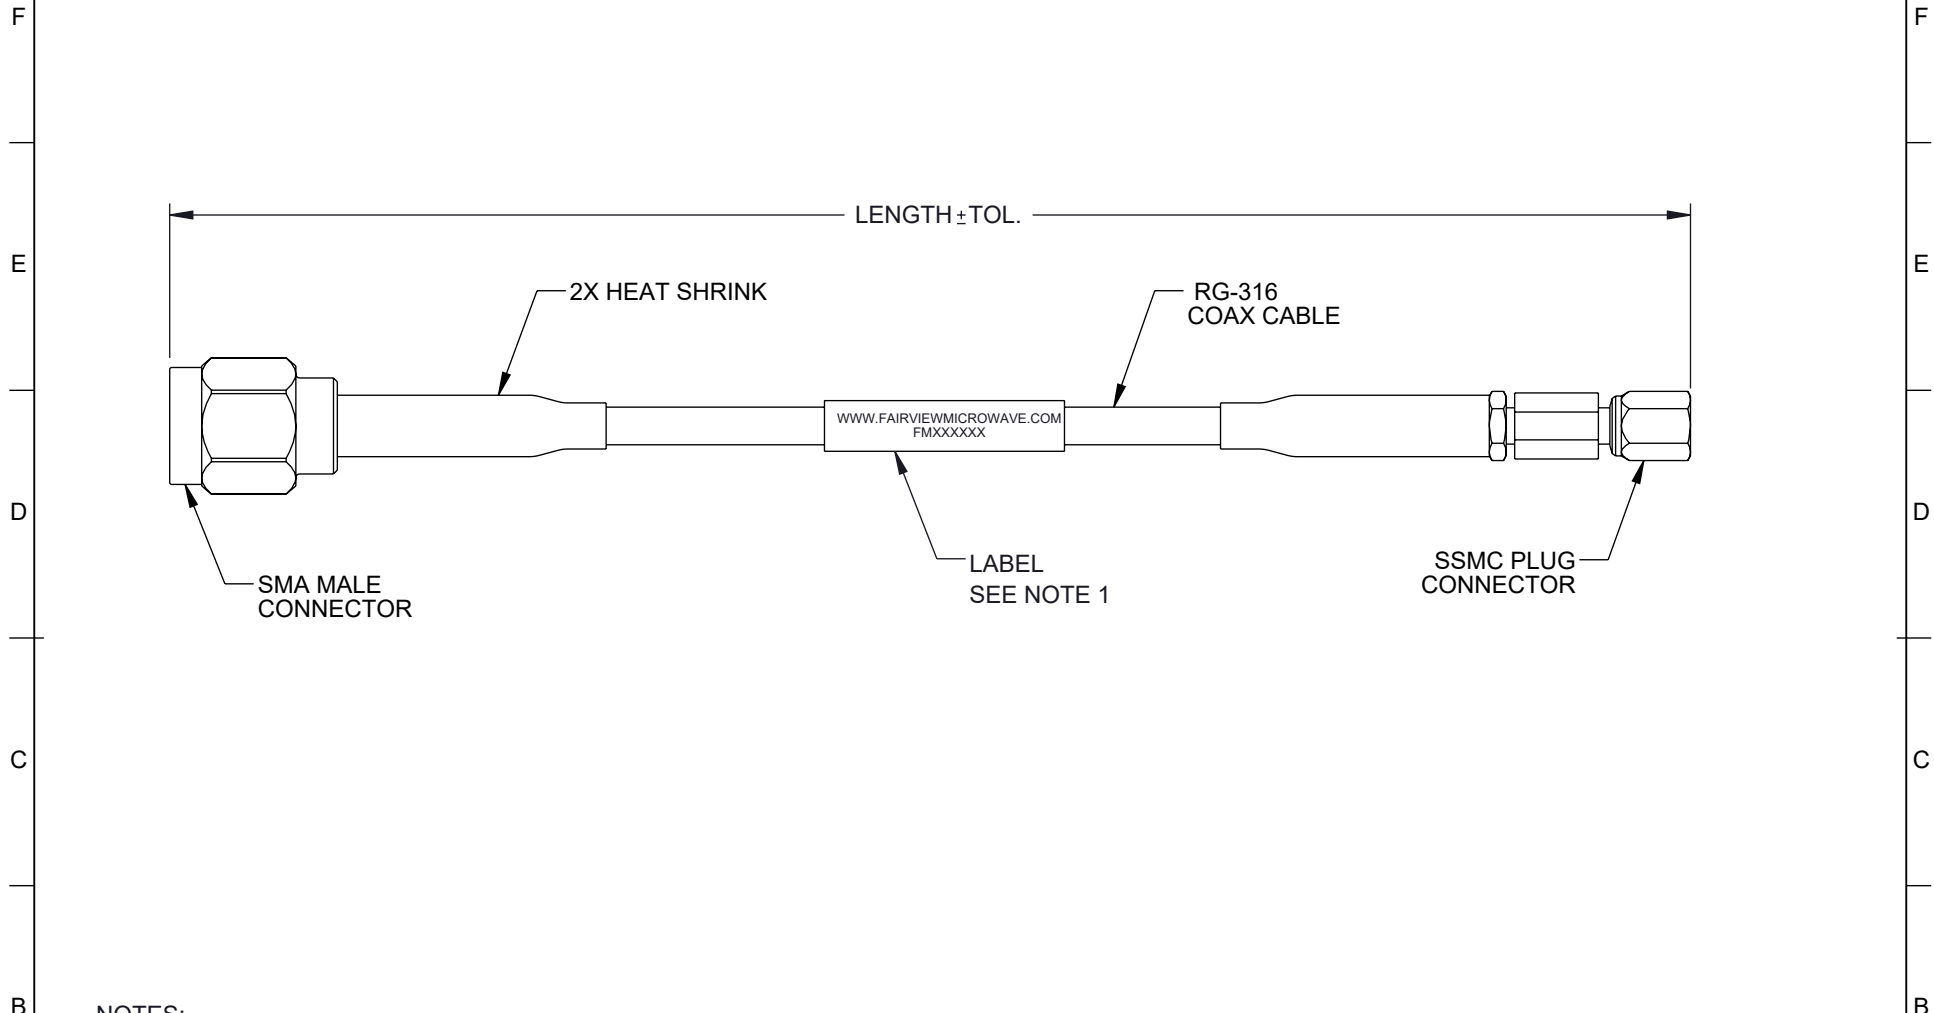 F
F
LENGTH ± TOL.
E
E
2X HEAT SHRINK
RG-316
COAX CABLE
WWW.FAIRVIEWMICROWAVE.COM
FMXXXXXX
D
D
LABEL
SEE NOTE 1
SSMC PLUG
CONNECTOR
SMA MALE
CONNECTOR
C
C
B
B
NOTES: